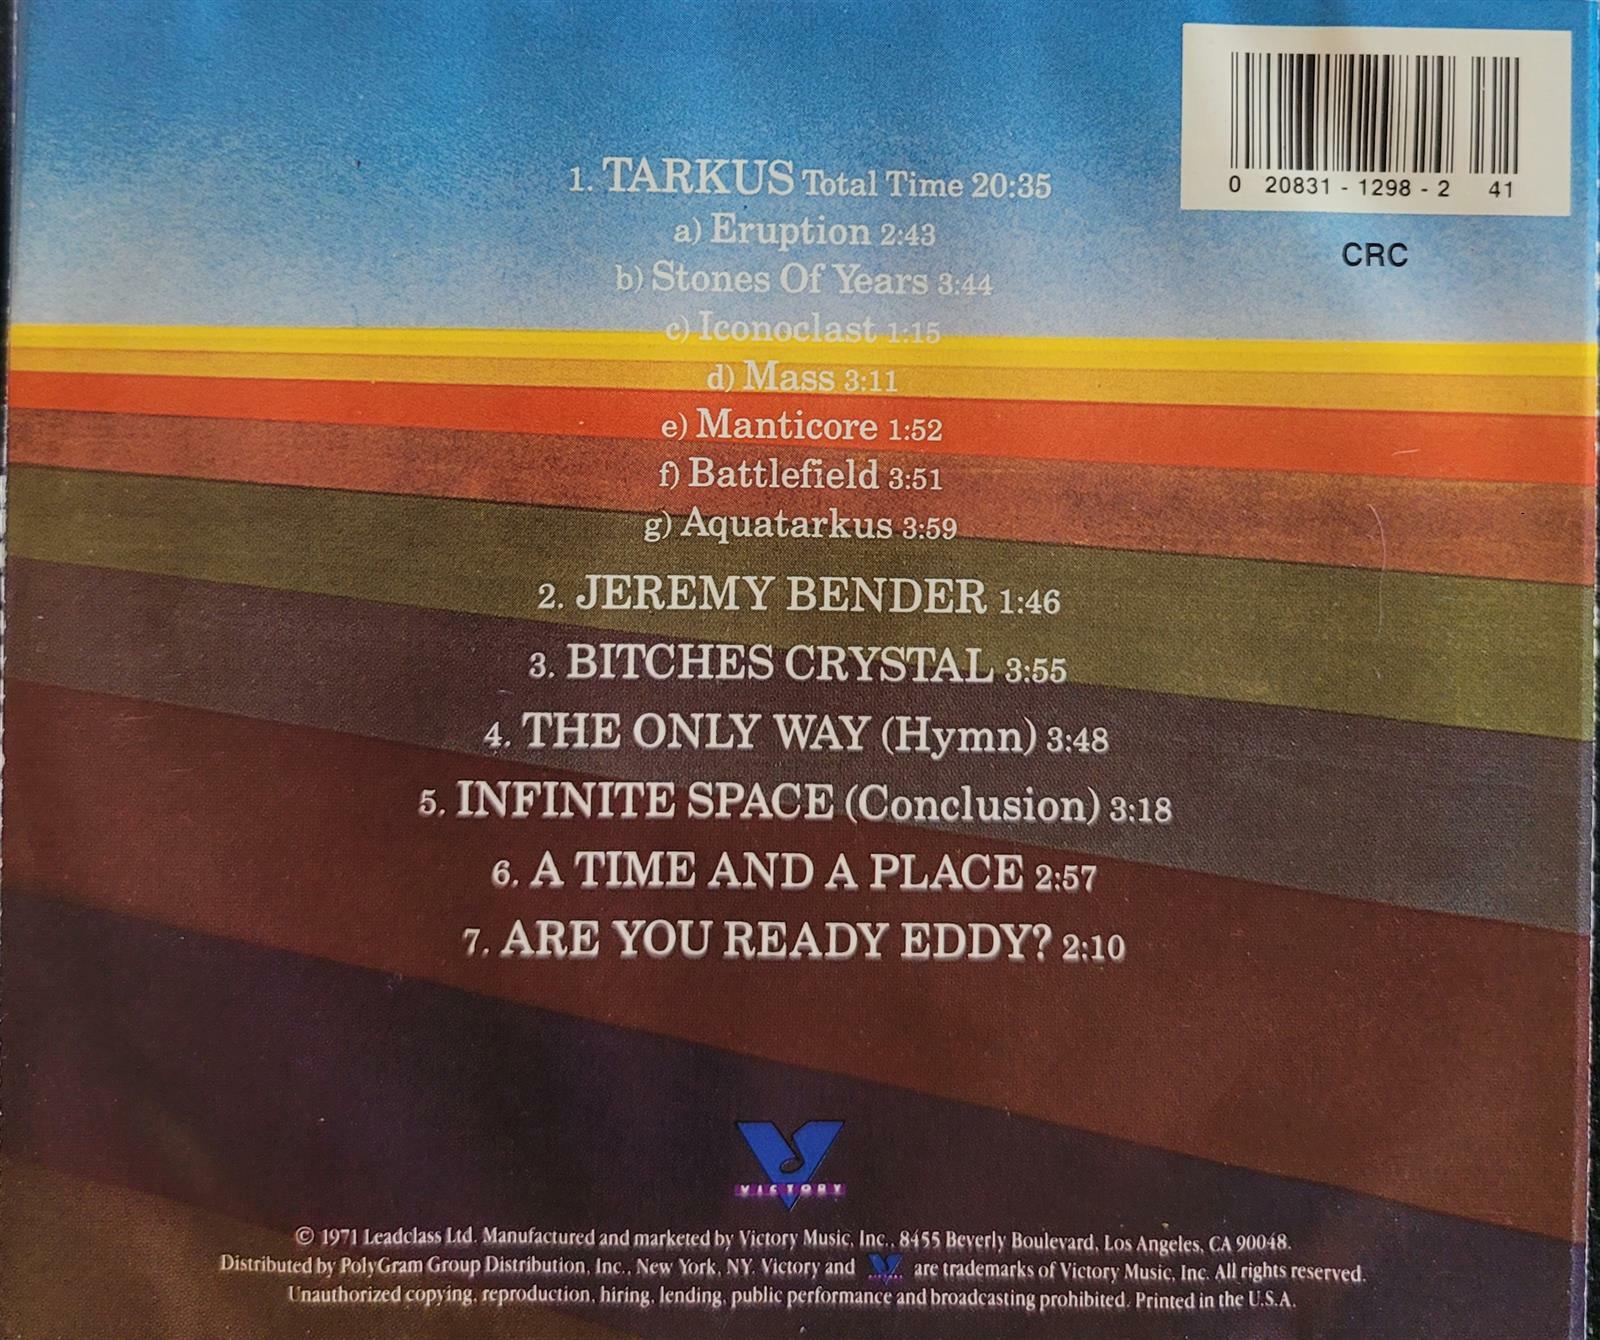 0 20831 - 1298 - 2 41
CRC
1. TARKUS Total Time 20:35
a) Eruption 2:43
b) Stones Of Years 3:44
c) Iconoclast 1:15
d) Mass 3:11
e) Manticore 1:52
f) Battlefield 3:51
g) Aquatarkus 3:59
2. JEREMY BENDER 1:46
3. BITCHES CRYSTAL 3:55
4. THE ONLY WAY (Hymn) 3:48
5. INFINITE SPACE (Conclusion) 3:18
6. A TIME AND A PLACE 2:57
7. ARE YOU READY EDDY? 2:10
VICTORY
© 1971 Leadclass Ltd. Manufactured and marketed by Victory Music, Inc., 8455 Beverly Boulevard, Los Angeles, CA 90048.
Distributed by PolyGram Group Distribution, Inc., New York, NY. Victory and are trademarks of Victory Music, Inc. All rights reserved.
Unauthorized copying, reproduction, hiring, lending, public performance and broadcasting prohibited. Printed in the U.S.A.